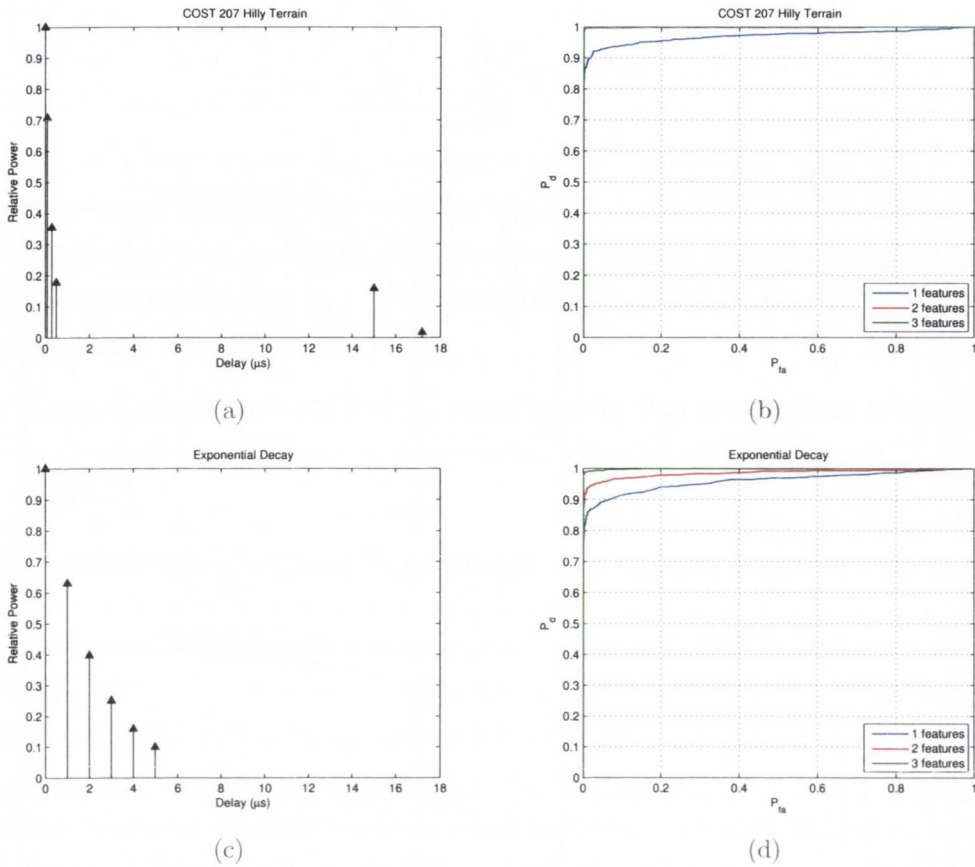 COST 207 Hilly Terrain
1
0.9
0.8
0.7
0.6
0.5
0.4
0.3
0.2
0.1
0
Relative Power
0 2 4 6 8 10 12 14 16 18
Delay (μs)
(a)
COST 207 Hilly Terrain
1
0.9
0.8
0.7
0.6
0.5
0.4
0.3
0.2
0.1
0
P_d
0 0.2 0.4 0.6 0.8 1
P_fa
1 features
2 features
3 features
(b)
Exponential Decay
1
0.9
0.8
0.7
0.6
0.5
0.4
0.3
0.2
0.1
0
Relative Power
0 2 4 6 8 10 12 14 16 18
Delay (μs)
(c)
Exponential Decay
1
0.9
0.8
0.7
0.6
0.5
0.4
0.3
0.2
0.1
0
P_d
0 0.2 0.4 0.6 0.8 1
P_fa
1 features
2 features
3 features
(d)